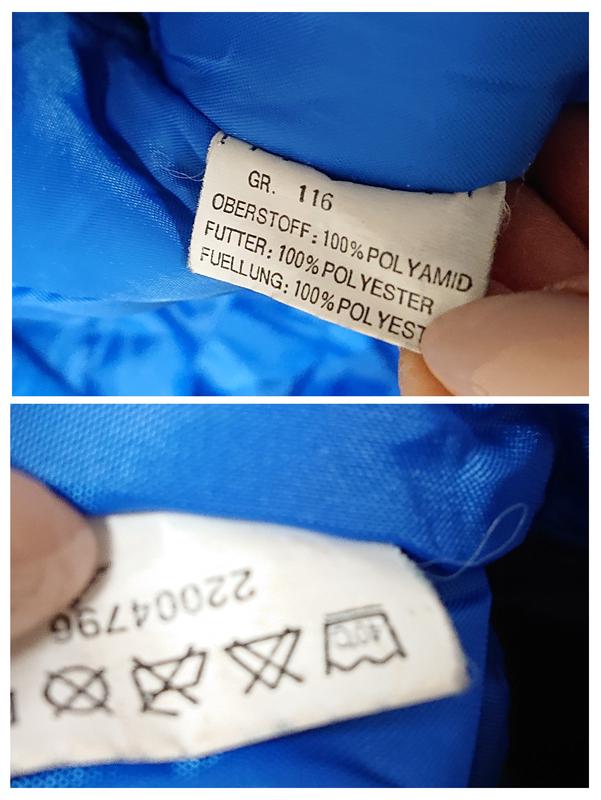 GR. 116
OBERSTOFF: 100% POLYAMID
FUTTER: 100% POLYESTER
FUELLUNG: 100% POLYEST
22004796
40°C